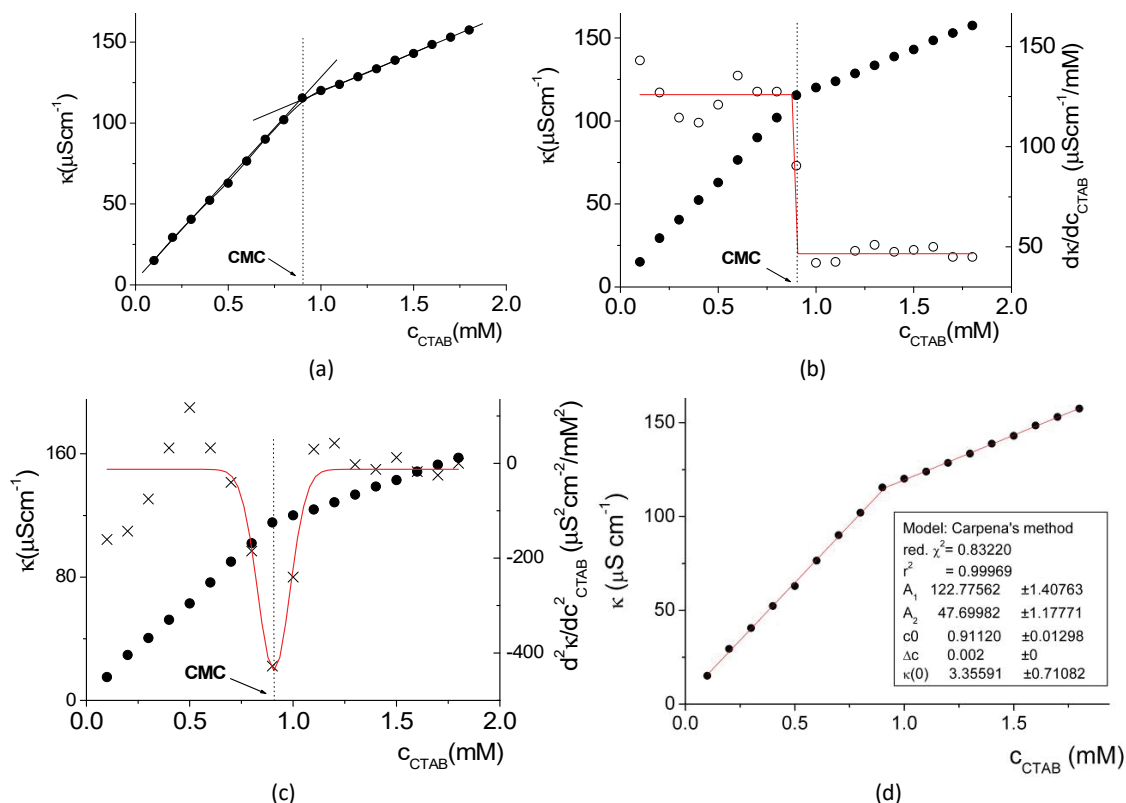 150
100
50
0
κ(μScm⁻¹)
CMC
0.0 0.5 1.0 1.5 2.0
c_CTAB(mM)
(a)
150
100
50
0
κ(μScm⁻¹)
150
100
50
dκ/dc_CTAB (μScm⁻¹/mM)
CMC
0.0 0.5 1.0 1.5 2.0
c_CTAB(mM)
(b)
160
80
0
κ(μScm⁻¹)
0
-200
-400
d²κ/dc²_CTAB (μS²cm⁻²/mM²)
CMC
0.0 0.5 1.0 1.5 2.0
c_CTAB(mM)
(c)
150
100
50
0
κ (μS cm⁻¹)
Model: Carpena's method
red. χ²= 0.83220
r² = 0.99969
A₁ 122.77562 ±1.40763
A₂ 47.69982 ±1.17771
c0 0.91120 ±0.01298
Δc 0.002 ±0
κ(0) 3.35591 ±0.71082
0.0 0.5 1.0 1.5
c_CTAB (mM)
(d)